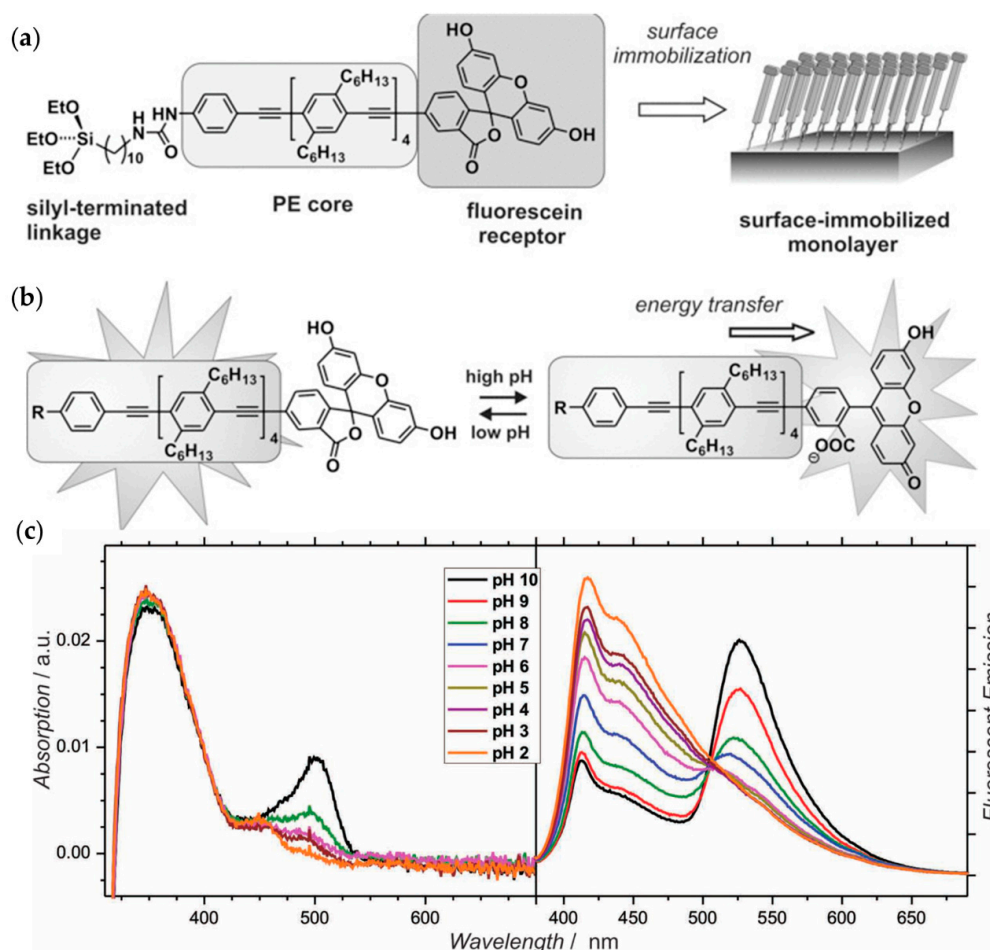 (a)
HO
surface
immobilization
C₆H₁₃
EtO
EtO
EtO
Si
10
H
N
O
H
N
C₆H₁₃
4
O
O
O
OH
silyl-terminated
linkage
PE core
fluorescein
receptor
surface-immobilized
monolayer
(b)
energy transfer
HO
OH
R
C₆H₁₃
C₆H₁₃
4
O
O
O
OH
high pH
low pH
R
C₆H₁₃
C₆H₁₃
4
⊖OOC
O
O
(c)
Absorption / a.u.
0.02
0.01
0.00
pH 10
pH 9
pH 8
pH 7
pH 6
pH 5
pH 4
pH 3
pH 2
Fluorescent Emission
400 500 600 400 450 500 550 600 650
Wavelength / nm